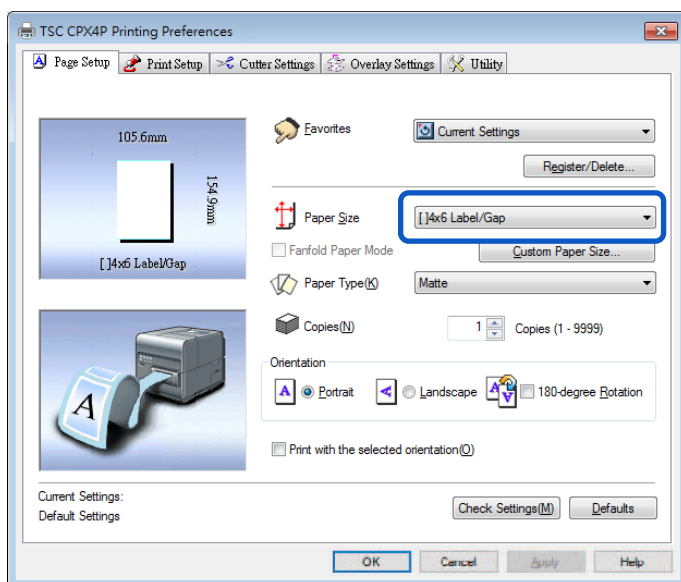 TSC CPX4P Printing Preferences
Page Setup Print Setup Cutter Settings Overlay Settings Utility
105.6mm
154.9mm
[ ]4x6 Label/Gap
Favorites Current Settings
Register/Delete...
Paper Size [ ]4x6 Label/Gap
Fanfold Paper Mode Custom Paper Size...
Paper Type(K) Matte
Copies(N) 1 Copies (1 - 9999)
Orientation
A Portrait A Landscape A A 180-degree Rotation
Print with the selected orientation(O)
A
Current Settings:
Default Settings
Check Settings(M) Defaults
OK Cancel Apply Help